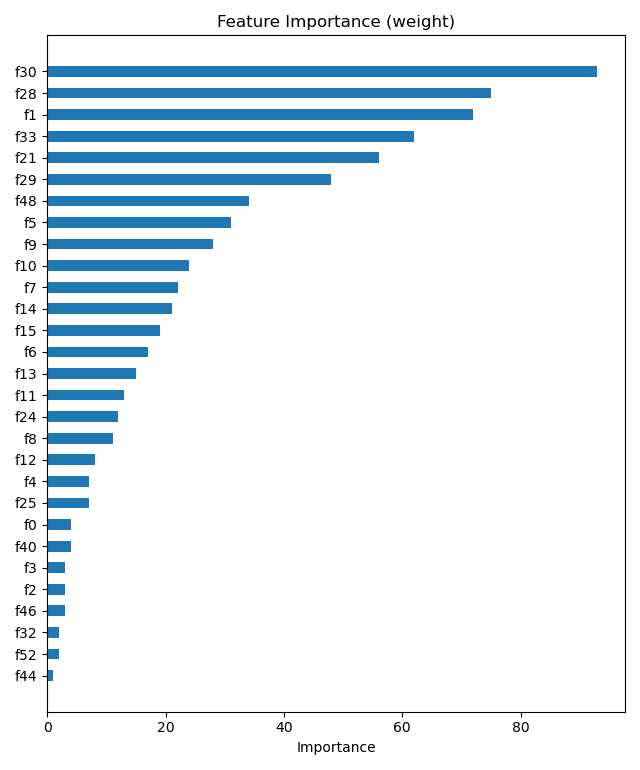 Feature Importance (weight)
f30
f28
f1
f33
f21
f29
f48
f5
f9
f10
f7
f14
f15
f6
f13
f11
f24
f8
f12
f4
f25
f0
f40
f3
f2
f46
f32
f52
f44
0 20 40 60 80
Importance